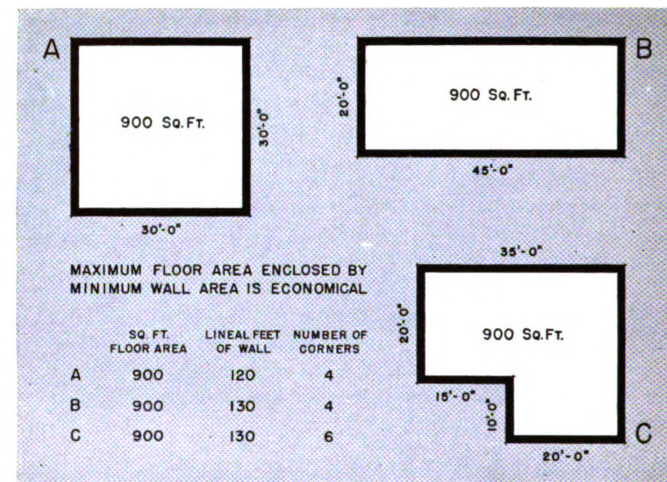 A
900 SQ. FT.
30'-0"
30'-0"
B
20'-0"
900 SQ. FT.
45'-0"
MAXIMUM FLOOR AREA ENCLOSED BY
MINIMUM WALL AREA IS ECONOMICAL
SQ. FT. LINEAL FEET NUMBER OF
FLOOR AREA OF WALL CORNERS
A 900 120 4
B 900 130 4
C 900 130 6
35'-0"
20'-0"
900 SQ. FT.
15'-0"
10'-0"
20'-0"
C